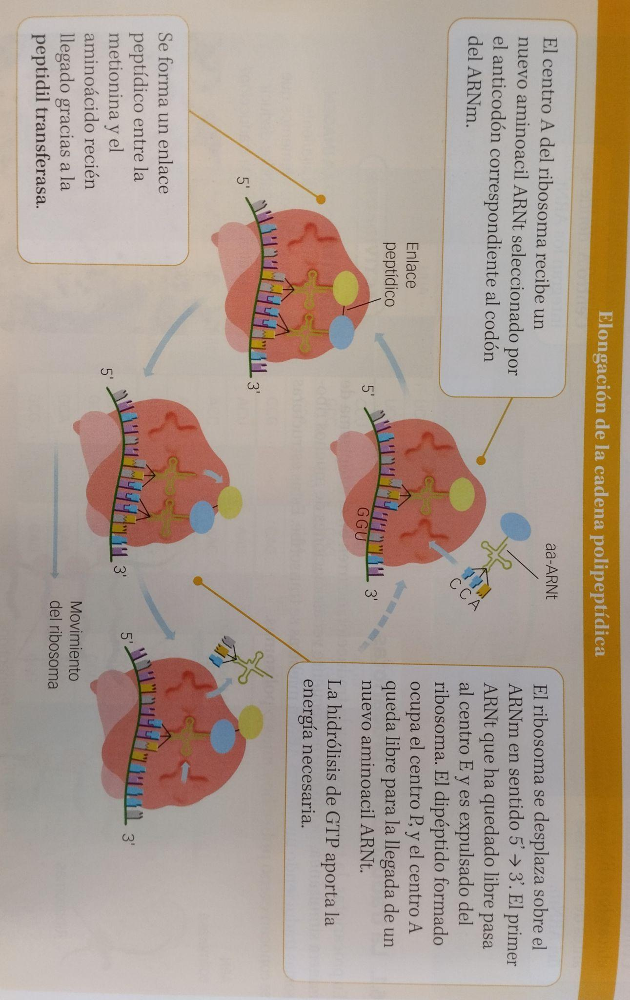 Elongación de la cadena polipeptídica
El centro A del ribosoma recibe un
nuevo aminoacil ARNt seleccionado por
el anticodón correspondiente al codón
del ARNm.
aa-ARNt
C C A
5'
GGU
3'
Enlace
peptídico
5'
3'
Se forma un enlace
peptídico entre la
metionina y el
aminoácido recién
llegado gracias a la
peptidil transferasa.
El ribosoma se desplaza sobre el
ARNm en sentido 5’ → 3’. El primer
ARNt que ha quedado libre pasa
al centro E y es expulsado del
ribosoma. El dipéptido formado
ocupa el centro P, y el centro A
queda libre para la llegada de un
nuevo aminoacil ARNt.
La hidrólisis de GTP aporta la
energía necesaria.
5'
3'
5'
3'
Movimiento
del ribosoma